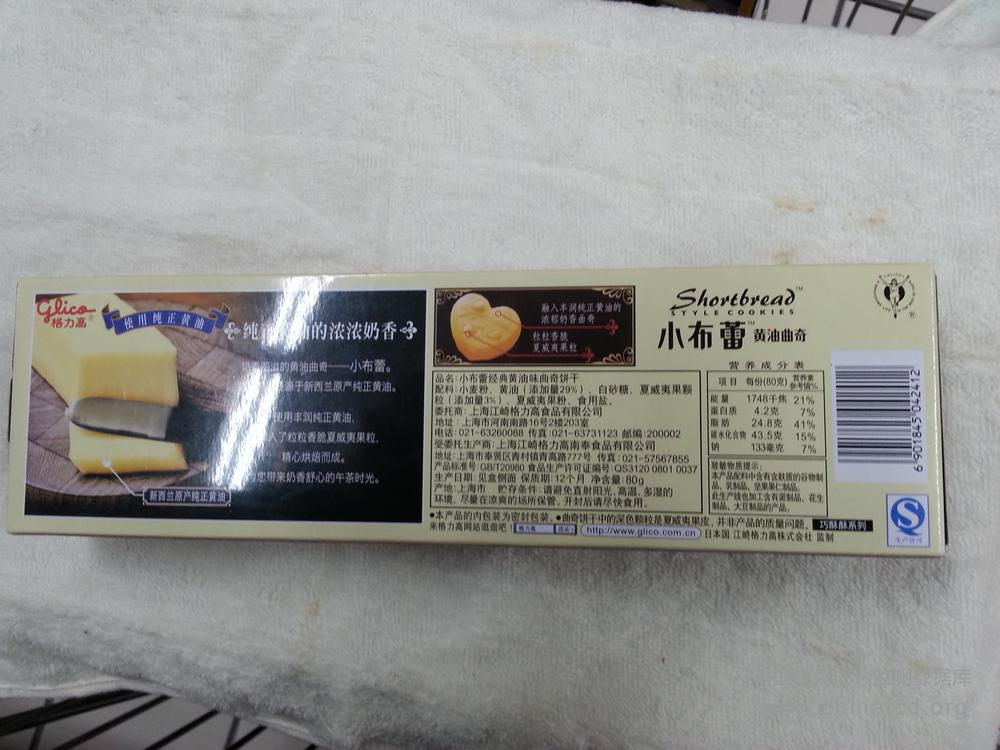 Glico
格力高
使用纯正黄油
纯 的浓浓奶香
的黄油曲奇——小布蕾。
源于新西兰原产纯正黄油。
使用丰润纯正黄油,
入了粒粒香脆夏威夷果粒,
精心烘焙而成。
您带来奶香舒心的午茶时光。
新西兰原产纯正黄油
融入丰润纯正黄油的
浓郁奶香曲奇
粒粒香脆
夏威夷果粒
Shortbread™
STYLE COOKIES
小布蕾™ 黄油曲奇
品名:小布蕾经典黄油味曲奇饼干
配料:小麦粉、黄油(添加量29%)、白砂糖、夏威夷果颗
粒(添加量3%)、夏威夷果粉、食用盐。
委托商:上海江崎格力高食品有限公司
地址:上海市河南南路16号2楼203室
电话:021-63260088 传真:021-63731123 邮编:200002
受委托生产商:上海江崎格力高南奉食品有限公司
地址:上海市奉贤区青村镇青高路777号 传真:021-57567855
产品标准号:GB/T20980 食品生产许可证编号:QS3120 0801 0037
生产日期:见盒侧面 保质期:12个月 净含量:80g
产地:上海市 贮存条件:请避免直射阳光、高温、多湿的
环境,尽量在凉爽的场所保管。开封后请尽快食用。
营养成分表
项目 每份(80克) 营养素参考值%
能量 1748千焦 21%
蛋白质 4.2克 7%
脂肪 24.8克 41%
碳水化合物 43.5克 15%
钠 133毫克 7%
致敏物质提示:
本产品配料中含有麸质的谷物制
品、乳制品、坚果果仁制品。
此生产线也加工含有蛋制品、花生
制品、大豆制品的产品。
6 901845 042412
●本产品的内包装为密封包装。●曲奇饼干中的深色颗粒是夏威夷果皮,并非产品的质量问题。
巧酥酥系列
来格力高网站逛逛吧! 格力高 http://www.glico.com.cn 日本国 江崎格力高株式会社 监制
QS
生产许可